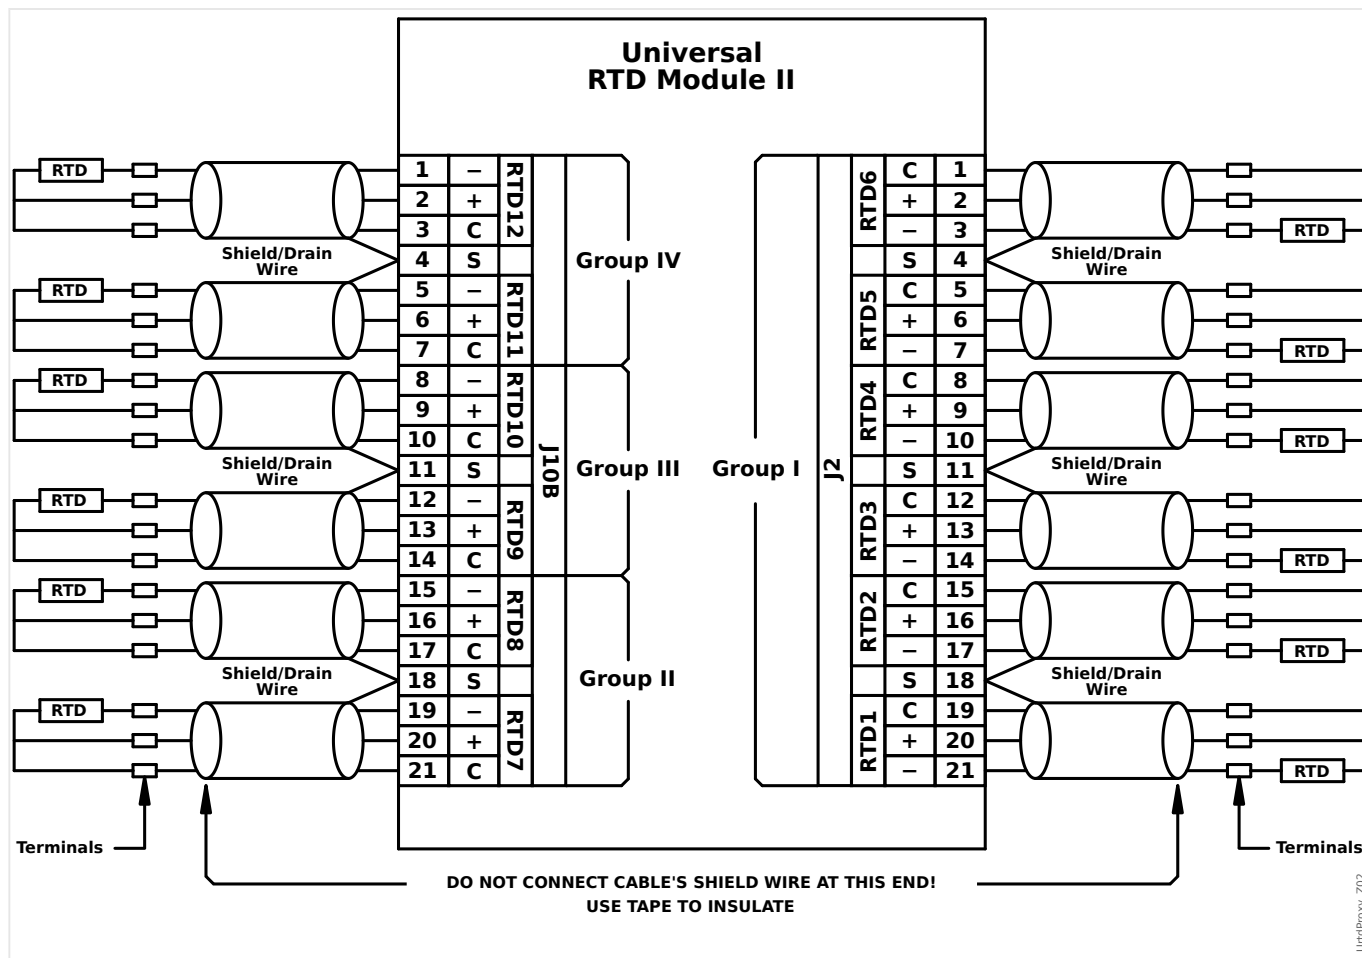 Universal
RTD Module II
RTD 1 − C 1
2 + + 2
3 C − 3 RTD
RTD12 RTD6
Shield/Drain
Wire
4 S Group IV S 4
Shield/Drain
Wire
RTD 5 − C 5
6 + + 6
7 C − 7 RTD
RTD11 RTD5
RTD 8 − C 8
9 + + 9
10 C − 10 RTD
RTD10 RTD4
Shield/Drain
Wire
11 S J10B Group III Group I J2 S 11
Shield/Drain
Wire
RTD 12 − C 12
13 + + 13
14 C − 14 RTD
RTD9 RTD3
RTD 15 − C 15
16 + + 16
17 C − 17 RTD
RTD8 RTD2
Shield/Drain
Wire
18 S Group II S 18
Shield/Drain
Wire
RTD 19 − C 19
20 + + 20
21 C − 21 RTD
RTD7 RTD1
Terminals
Terminals
DO NOT CONNECT CABLE'S SHIELD WIRE AT THIS END!
USE TAPE TO INSULATE
UrtdProxy_Z02